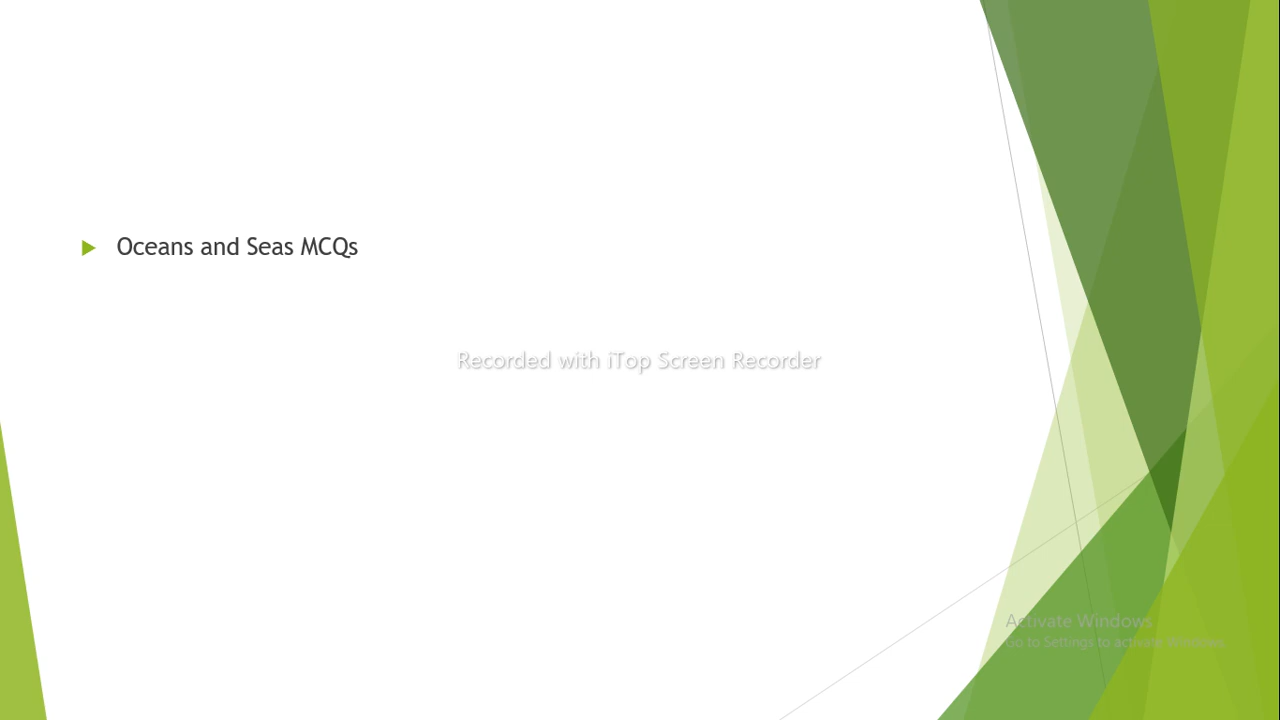 Oceans and Seas MCQs
Recorded with iTop Screen Recorder
Activate Windows
Go to Settings to activate Windows.